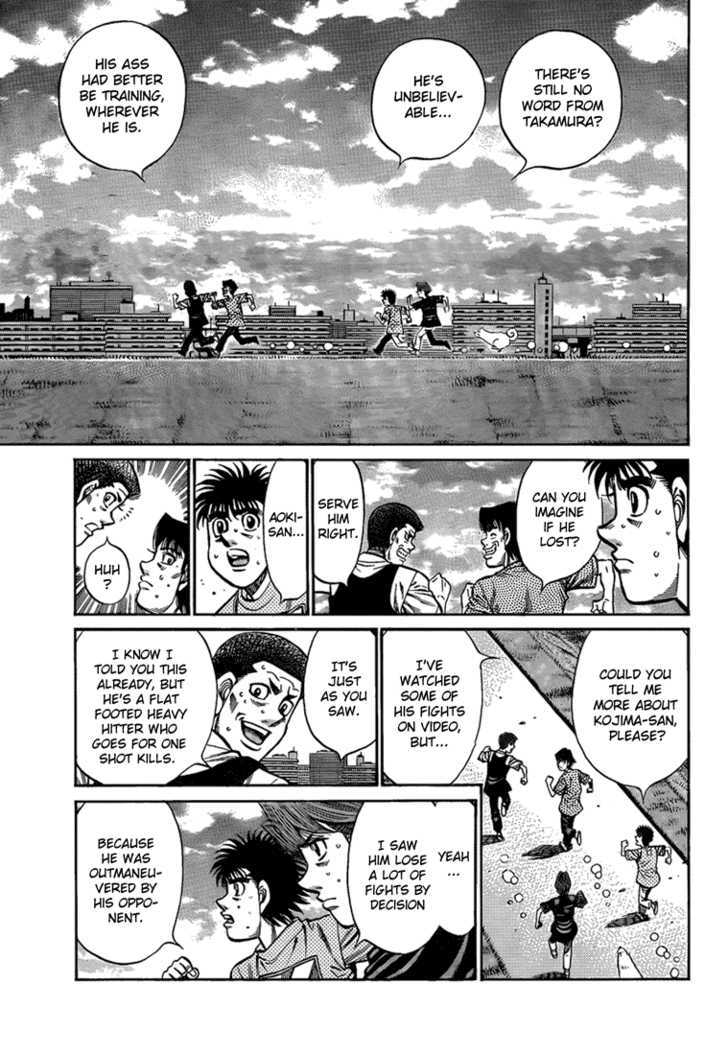 THERE'S
STILL NO
WORD FROM
TAKAMURA?
HE'S
UNBELIEV-
ABLE...
HIS ASS
HAD BETTER
BE TRAINING,
WHEREVER
HE IS.
CAN YOU
IMAGINE
IF HE
LOST?
SERVE
HIM
RIGHT.
AOKI-
SAN...
HUH
?
COULD YOU
TELL ME
MORE ABOUT
KOJIMA-SAN,
PLEASE?
I'VE
WATCHED
SOME OF
HIS FIGHTS
ON VIDEO,
BUT...
IT'S
JUST
AS YOU
SAW.
I KNOW I
TOLD YOU THIS
ALREADY, BUT
HE'S A FLAT
FOOTED HEAVY
HITTER WHO
GOES FOR ONE
SHOT KILLS.
YEAH
...
I SAW
HIM LOSE
A LOT OF
FIGHTS BY
DECISION
BECAUSE
HE WAS
OUTMANEU-
VERED BY
HIS OPPO-
NENT.